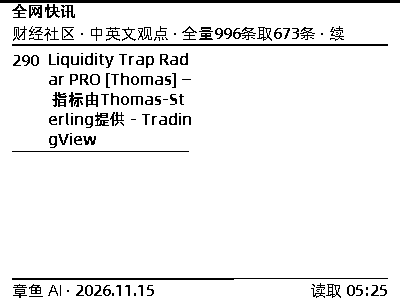 全网快讯
财经社区 · 中英文观点 · 全量996条取673条 · 续
290 Liquidity Trap Rad
ar PRO [Thomas] —
指标由Thomas-St
erling提供 - Tradin
gView
章鱼 AI · 2026.11.15 读取 05:25